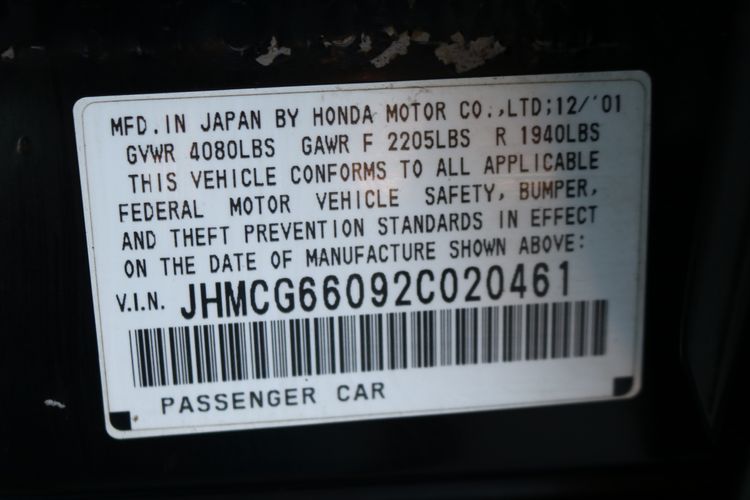 MFD.IN JAPAN BY HONDA MOTOR CO.,LTD;12/'01
GVWR 4080LBS GAWR F 2205LBS R 1940LBS
THIS VEHICLE CONFORMS TO ALL APPLICABLE
FEDERAL MOTOR VEHICLE SAFETY, BUMPER,
AND THEFT PREVENTION STANDARDS IN EFFECT
ON THE DATE OF MANUFACTURE SHOWN ABOVE:
V.I.N. JHMCG66092C020461
PASSENGER CAR